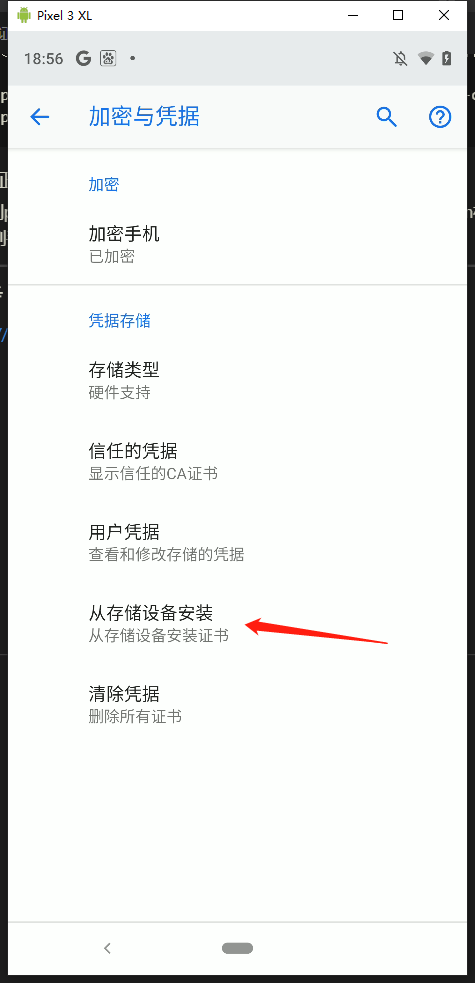 Pixel 3 XL
18:56
加密与凭据
加密
加密手机
已加密
凭据存储
存储类型
硬件支持
信任的凭据
显示信任的CA证书
用户凭据
查看和修改存储的凭据
从存储设备安装
从存储设备安装证书
清除凭据
删除所有证书